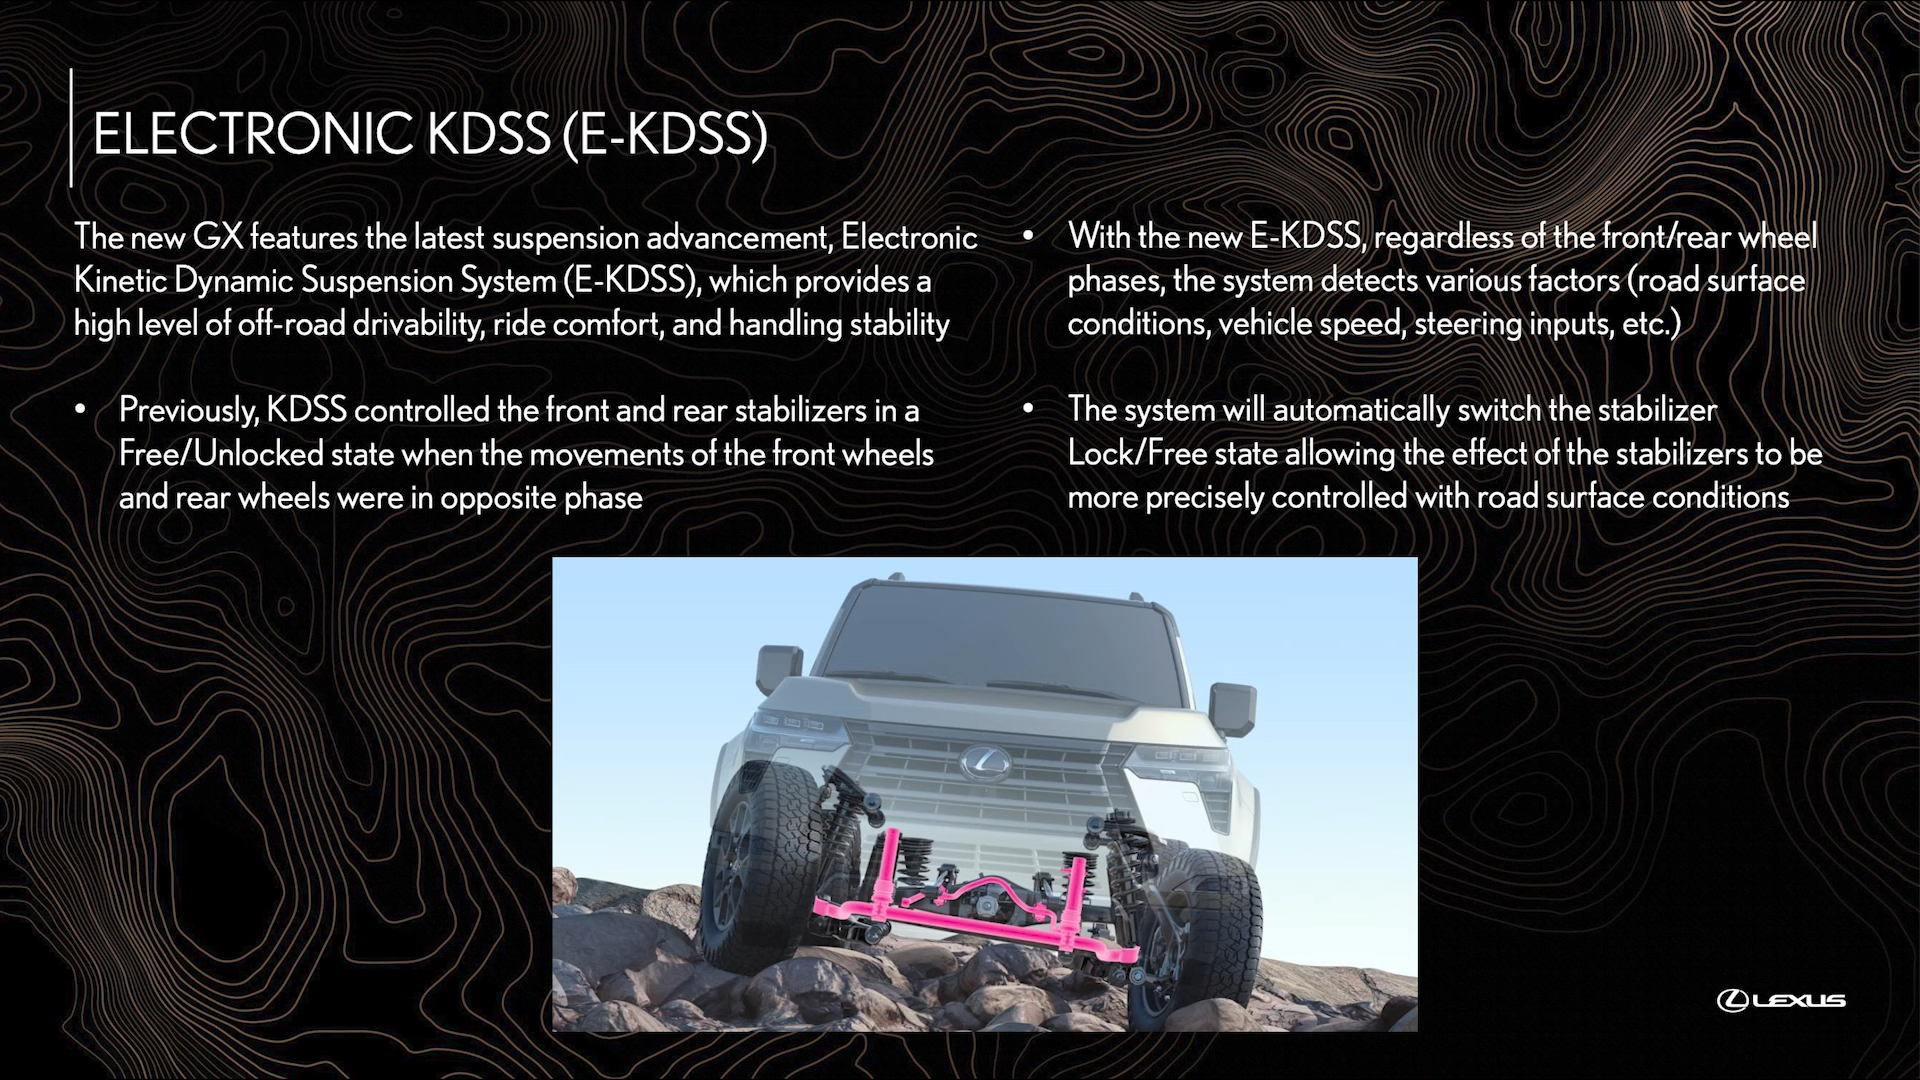 ELECTRONIC KDSS (E-KDSS)
The new GX features the latest suspension advancement, Electronic
Kinetic Dynamic Suspension System (E-KDSS), which provides a
high level of off-road drivability, ride comfort, and handling stability
• Previously, KDSS controlled the front and rear stabilizers in a
Free/Unlocked state when the movements of the front wheels
and rear wheels were in opposite phase
• With the new E-KDSS, regardless of the front/rear wheel
phases, the system detects various factors (road surface
conditions, vehicle speed, steering inputs, etc.)
• The system will automatically switch the stabilizer
Lock/Free state allowing the effect of the stabilizers to be
more precisely controlled with road surface conditions
LEXUS